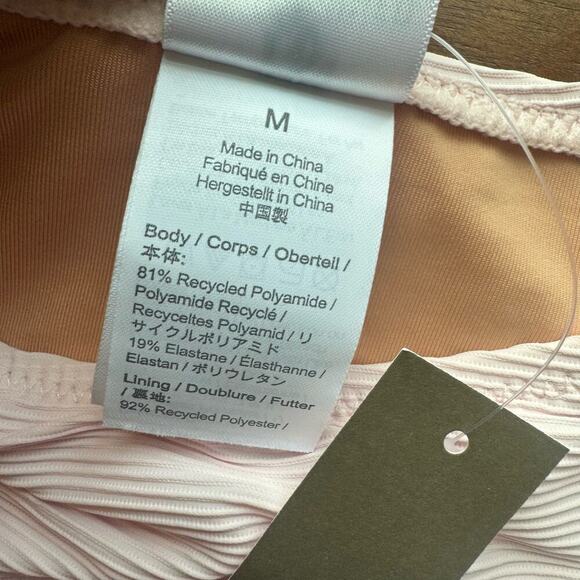 M
Made in China
Fabriqué en Chine
Hergestellt in China
中国製
Body / Corps / Oberteil /
本体:
81% Recycled Polyamide /
Polyamide Recyclé /
Recyceltes Polyamid / リ
サイクルポリアミド
19% Elastane / Élasthanne /
Elastan / ポリウレタン
Lining / Doublure / Futter
/ 裏地:
92% Recycled Polyester /